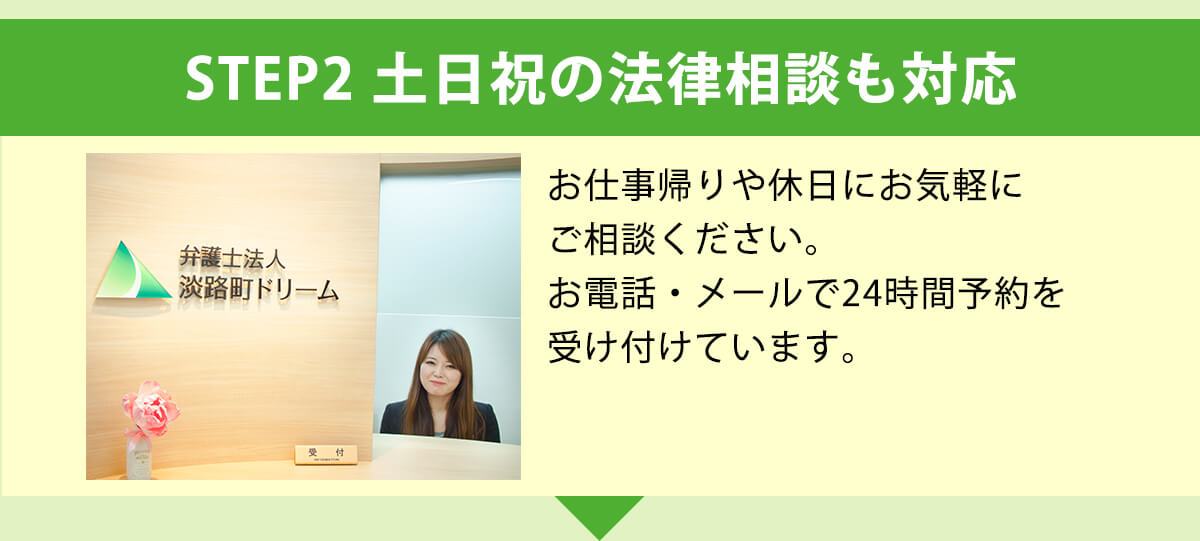 STEP2 土日祝の法律相談も対応
弁護士法人
淡路町ドリーム
受 付
お仕事帰りや休日にお気軽に
ご相談ください。
お電話・メールで24時間予約を
受け付けています。